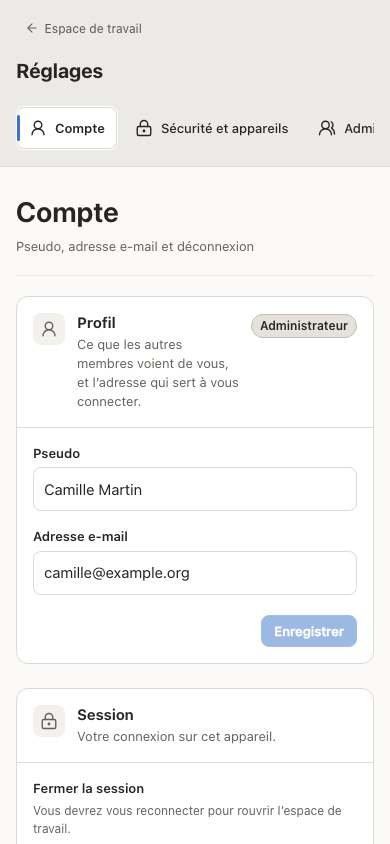 Espace de travail
Réglages
Compte
Sécurité et appareils
Admi
Compte
Pseudo, adresse e-mail et déconnexion
Profil
Administrateur
Ce que les autres
membres voient de vous,
et l'adresse qui sert à vous
connecter.
Pseudo
Camille Martin
Adresse e-mail
camille@example.org
Enregistrer
Session
Votre connexion sur cet appareil.
Fermer la session
Vous devrez vous reconnecter pour rouvrir l'espace de
travail.